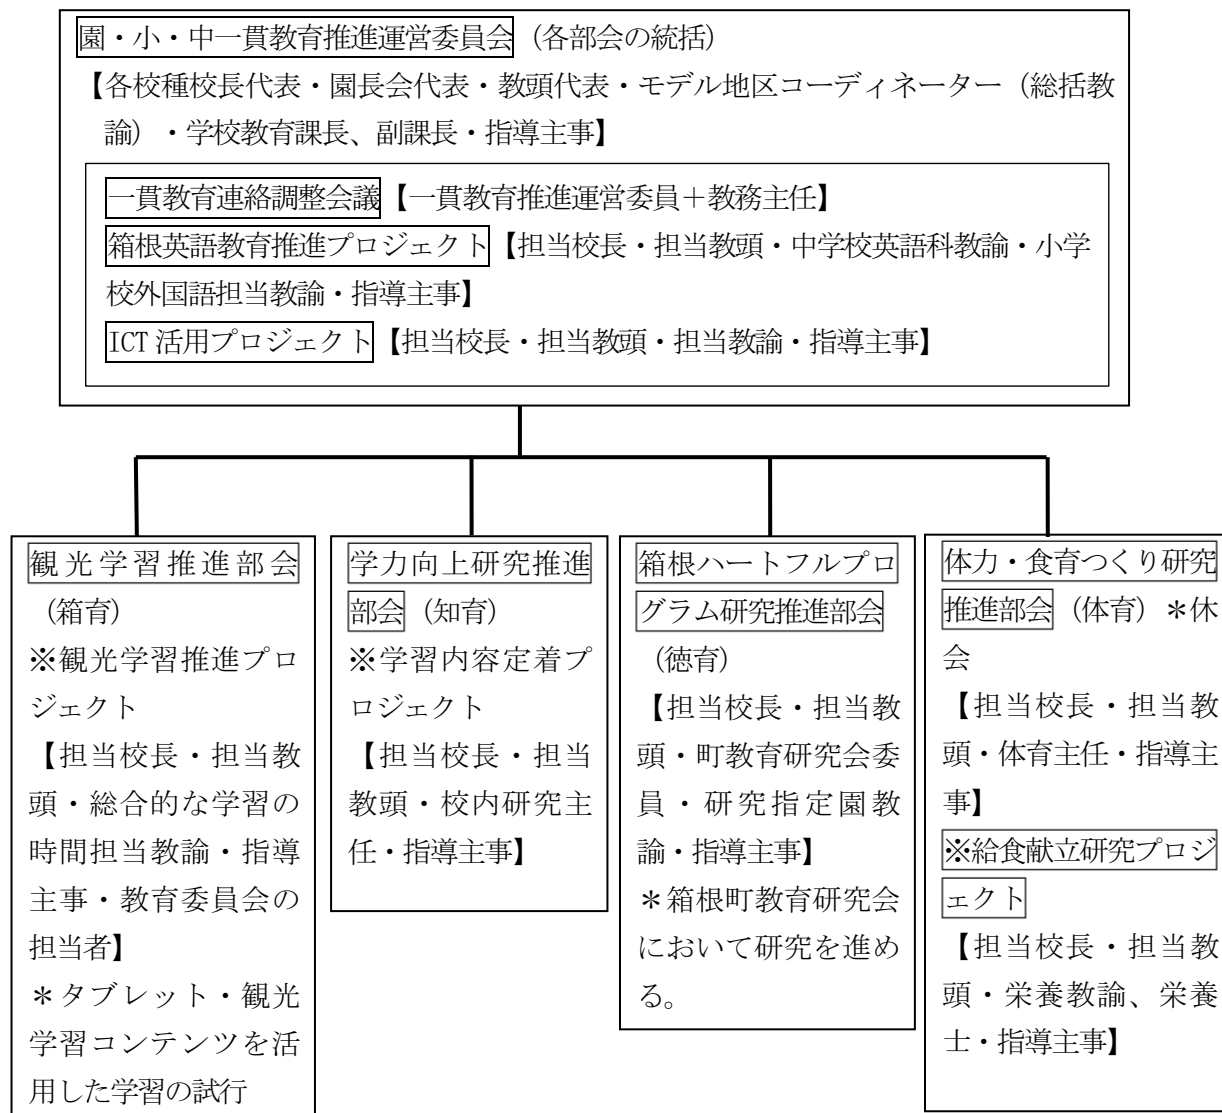 園・小・中一貫教育推進運営委員会（各部会の統括）
【各校種校長代表・園長会代表・教頭代表・モデル地区コーディネーター（総括教
諭）・学校教育課長、副課長・指導主事】
一貫教育連絡調整会議【一貫教育推進運営委員＋教務主任】
箱根英語教育推進プロジェクト【担当校長・担当教頭・中学校英語科教諭・小学
校外国語担当教諭・指導主事】
ICT活用プロジェクト【担当校長・担当教頭・担当教諭・指導主事】
観光学習推進部会
（箱育）
※観光学習推進プロ
ジェクト
【担当校長・担当教
頭・総合的な学習の
時間担当教諭・指導
主事・教育委員会の
担当者】
＊タブレット・観光
学習コンテンツを活
用した学習の試行
学力向上研究推進
部会（知育）
※学習内容定着プ
ロジェクト
【担当校長・担当
教頭・校内研究主
任・指導主事】
箱根ハートフルプロ
グラム研究推進部会
（徳育）
【担当校長・担当教
頭・町教育研究会委
員・研究指定園教
諭・指導主事】
＊箱根町教育研究会
において研究を進め
る。
体力・食育つくり研究
推進部会（体育）＊休
会
【担当校長・担当教
頭・体育主任・指導主
事】
※給食献立研究プロジ
ェクト
【担当校長・担当教
頭・栄養教諭、栄養
士・指導主事】